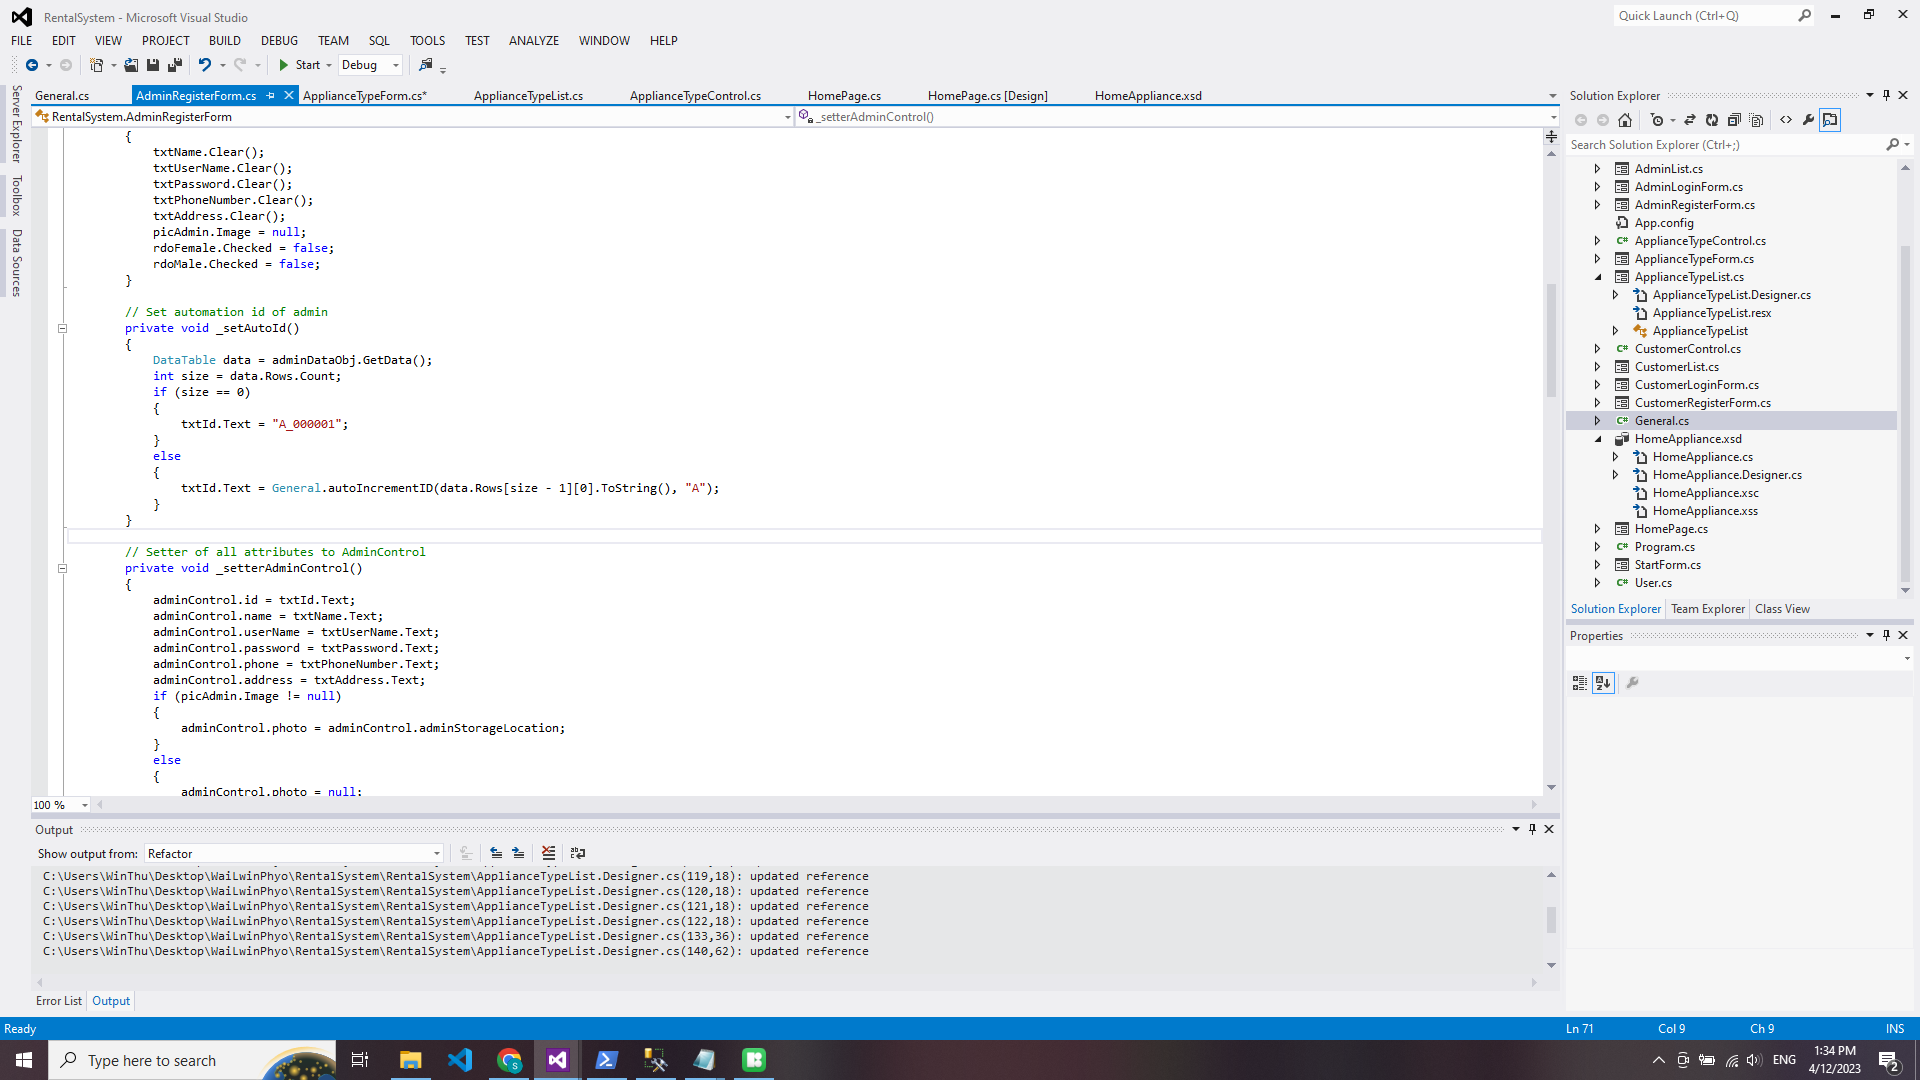 RentalSystem - Microsoft Visual Studio
Quick Launch (Ctrl+Q)
FILE EDIT VIEW PROJECT BUILD DEBUG TEAM SQL TOOLS TEST ANALYZE WINDOW HELP
Start Debug
Server Explorer
Toolbox
Data Sources
General.cs AdminRegisterForm.cs ApplianceTypeForm.cs* ApplianceTypeList.cs ApplianceTypeControl.cs HomePage.cs HomePage.cs [Design] HomeAppliance.xsd
RentalSystem.AdminRegisterForm _setterAdminControl()
{
txtName.Clear();
txtUserName.Clear();
txtPassword.Clear();
txtPhoneNumber.Clear();
txtAddress.Clear();
picAdmin.Image = null;
rdoFemale.Checked = false;
rdoMale.Checked = false;
}
// Set automation id of admin
private void _setAutoId()
{
DataTable data = adminDataObj.GetData();
int size = data.Rows.Count;
if (size == 0)
{
txtId.Text = "A_000001";
}
else
{
txtId.Text = General.autoIncrementID(data.Rows[size - 1][0].ToString(), "A");
}
}
// Setter of all attributes to AdminControl
private void _setterAdminControl()
{
adminControl.id = txtId.Text;
adminControl.name = txtName.Text;
adminControl.userName = txtUserName.Text;
adminControl.password = txtPassword.Text;
adminControl.phone = txtPhoneNumber.Text;
adminControl.address = txtAddress.Text;
if (picAdmin.Image != null)
{
adminControl.photo = adminControl.adminStorageLocation;
}
else
{
adminControl.photo = null;
100 %
Solution Explorer
Search Solution Explorer (Ctrl+;)
AdminList.cs
AdminLoginForm.cs
AdminRegisterForm.cs
App.config
ApplianceTypeControl.cs
ApplianceTypeForm.cs
ApplianceTypeList.cs
ApplianceTypeList.Designer.cs
ApplianceTypeList.resx
ApplianceTypeList
CustomerControl.cs
CustomerList.cs
CustomerLoginForm.cs
CustomerRegisterForm.cs
General.cs
HomeAppliance.xsd
HomeAppliance.cs
HomeAppliance.Designer.cs
HomeAppliance.xsc
HomeAppliance.xss
HomePage.cs
Program.cs
StartForm.cs
User.cs
Solution Explorer Team Explorer Class View
Properties
Output
Show output from: Refactor
C:\Users\WinThu\Desktop\WaiLwinPhyo\RentalSystem\RentalSystem\ApplianceTypeList.Designer.cs(119,18): updated reference
C:\Users\WinThu\Desktop\WaiLwinPhyo\RentalSystem\RentalSystem\ApplianceTypeList.Designer.cs(120,18): updated reference
C:\Users\WinThu\Desktop\WaiLwinPhyo\RentalSystem\RentalSystem\ApplianceTypeList.Designer.cs(121,18): updated reference
C:\Users\WinThu\Desktop\WaiLwinPhyo\RentalSystem\RentalSystem\ApplianceTypeList.Designer.cs(122,18): updated reference
C:\Users\WinThu\Desktop\WaiLwinPhyo\RentalSystem\RentalSystem\ApplianceTypeList.Designer.cs(133,36): updated reference
C:\Users\WinThu\Desktop\WaiLwinPhyo\RentalSystem\RentalSystem\ApplianceTypeList.Designer.cs(140,62): updated reference
Error List Output
Ready Ln 71 Col 9 Ch 9 INS
Type here to search
ENG
1:34 PM
4/12/2023
2